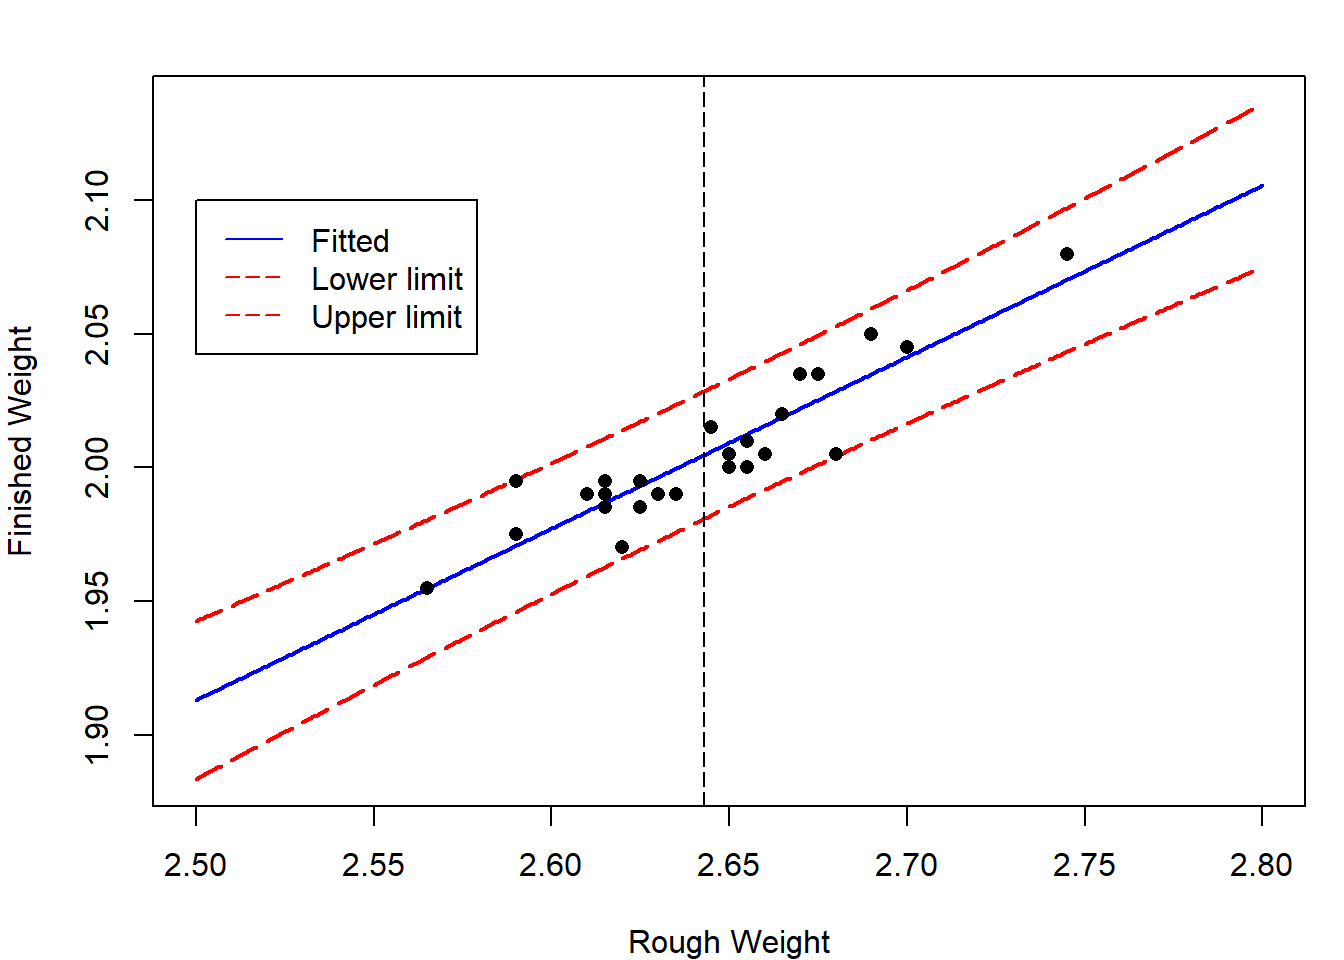 Finished Weight
2.10
2.05
2.00
1.95
1.90
Fitted
Lower limit
Upper limit
2.50 2.55 2.60 2.65 2.70 2.75 2.80
Rough Weight